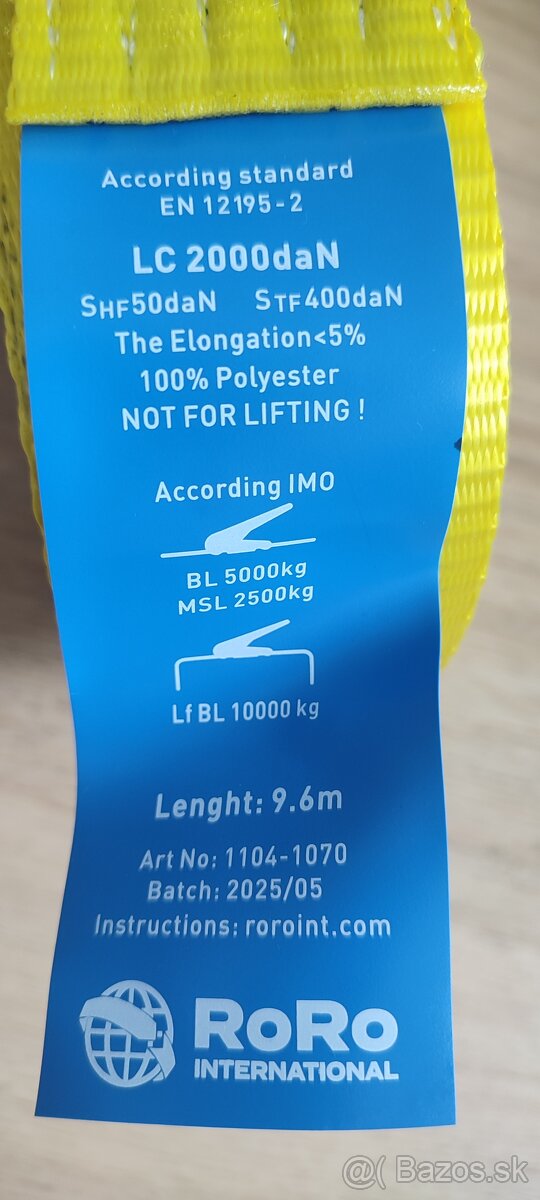 According standard
EN 12195-2
LC 2000daN
SHF50daN STF400daN
The Elongation<5%
100% Polyester
NOT FOR LIFTING !
According IMO
BL 5000kg
MSL 2500kg
Lf BL 10000 kg
Lenght: 9.6m
Art No: 1104-1070
Batch: 2025/05
Instructions: roroint.com
RoRo
INTERNATIONAL
@( Bazos.sk